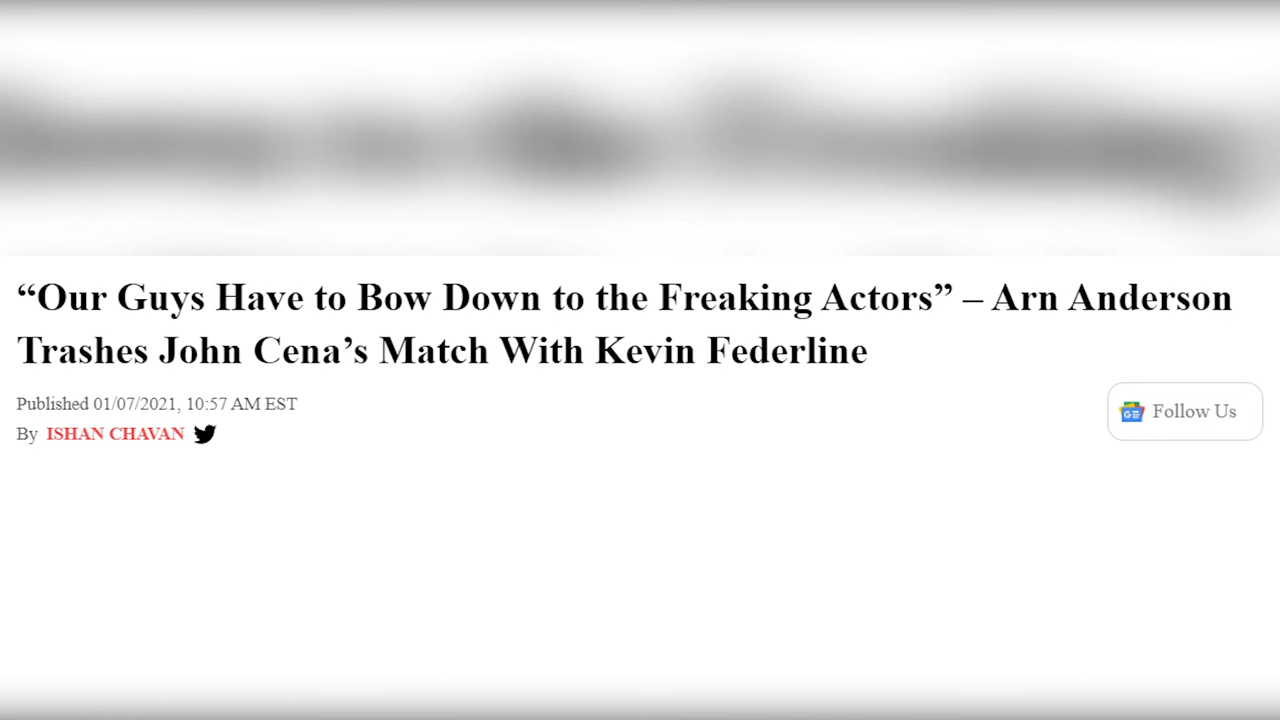 “Our Guys Have to Bow Down to the Freaking Actors” – Arn Anderson
Trashes John Cena’s Match With Kevin Federline
Published 01/07/2021, 10:57 AM EST
By ISHAN CHAVAN
Follow Us